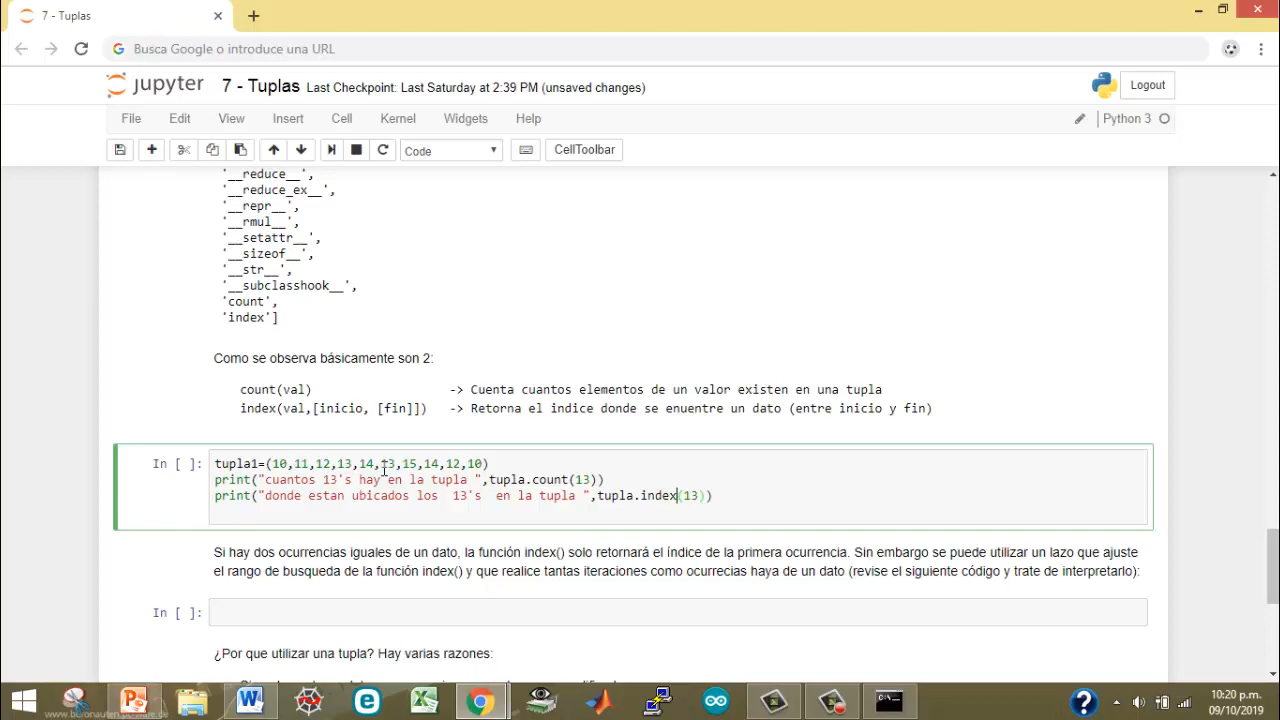 7 - Tuplas
Busca Google o introduce una URL
jupyter 7 - Tuplas Last Checkpoint: Last Saturday at 2:39 PM (unsaved changes) Logout
File Edit View Insert Cell Kernel Widgets Help Python 3
Code CellToolbar
'__reduce__',
'__reduce_ex__',
'__repr__',
'__rmul__',
'__setattr__',
'__sizeof__',
'__str__',
'__subclasshook__',
'count',
'index']
Como se observa básicamente son 2:
count(val) -> Cuenta cuantos elementos de un valor existen en una tupla
index(val,[inicio, [fin]]) -> Retorna el indice donde se enuentre un dato (entre inicio y fin)
In [ ]: tupla1=(10,11,12,13,14,13,15,14,12,10)
print("cuantos 13's hay en la tupla ",tupla.count(13))
print("donde estan ubicados los 13's en la tupla ",tupla.index(13))
Si hay dos ocurrencias iguales de un dato, la función index() solo retornará el índice de la primera ocurrencia. Sin embargo se puede utilizar un lazo que ajuste
el rango de busqueda de la función index() y que realice tantas iteraciones como ocurrecias haya de un dato (revise el siguiente código y trate de interpretarlo):
In [ ]:
¿Por que utilizar una tupla? Hay varias razones:
10:20 p.m.
09/10/2019